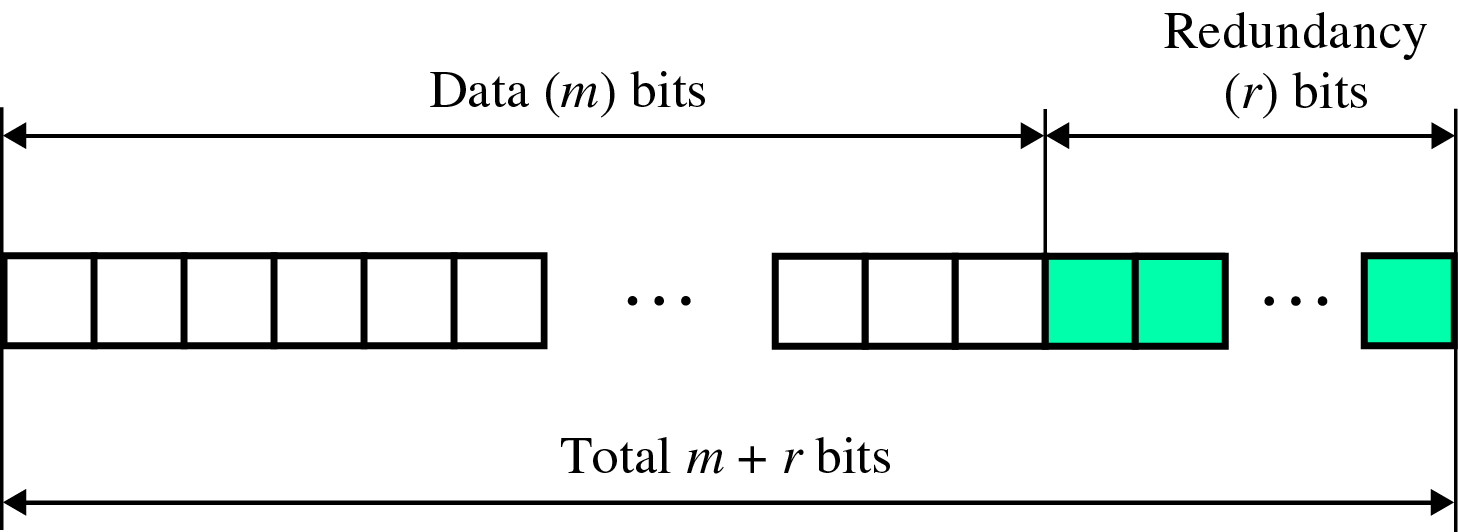 Redundancy
Data (m) bits
(r) bits
Total m + r bits